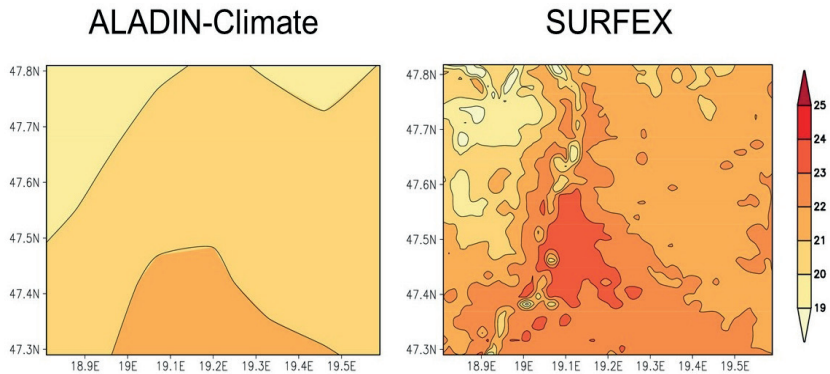 ALADIN-Climate
SURFEX
47.8N
47.7N
47.6N
47.5N
47.4N
47.3N
18.9E 19E 19.1E 19.2E 19.3E 19.4E 19.5E
47.8N
47.7N
47.6N
47.5N
47.4N
47.3N
18.9E 19E 19.1E 19.2E 19.3E 19.4E 19.5E
25
24
23
22
21
20
19